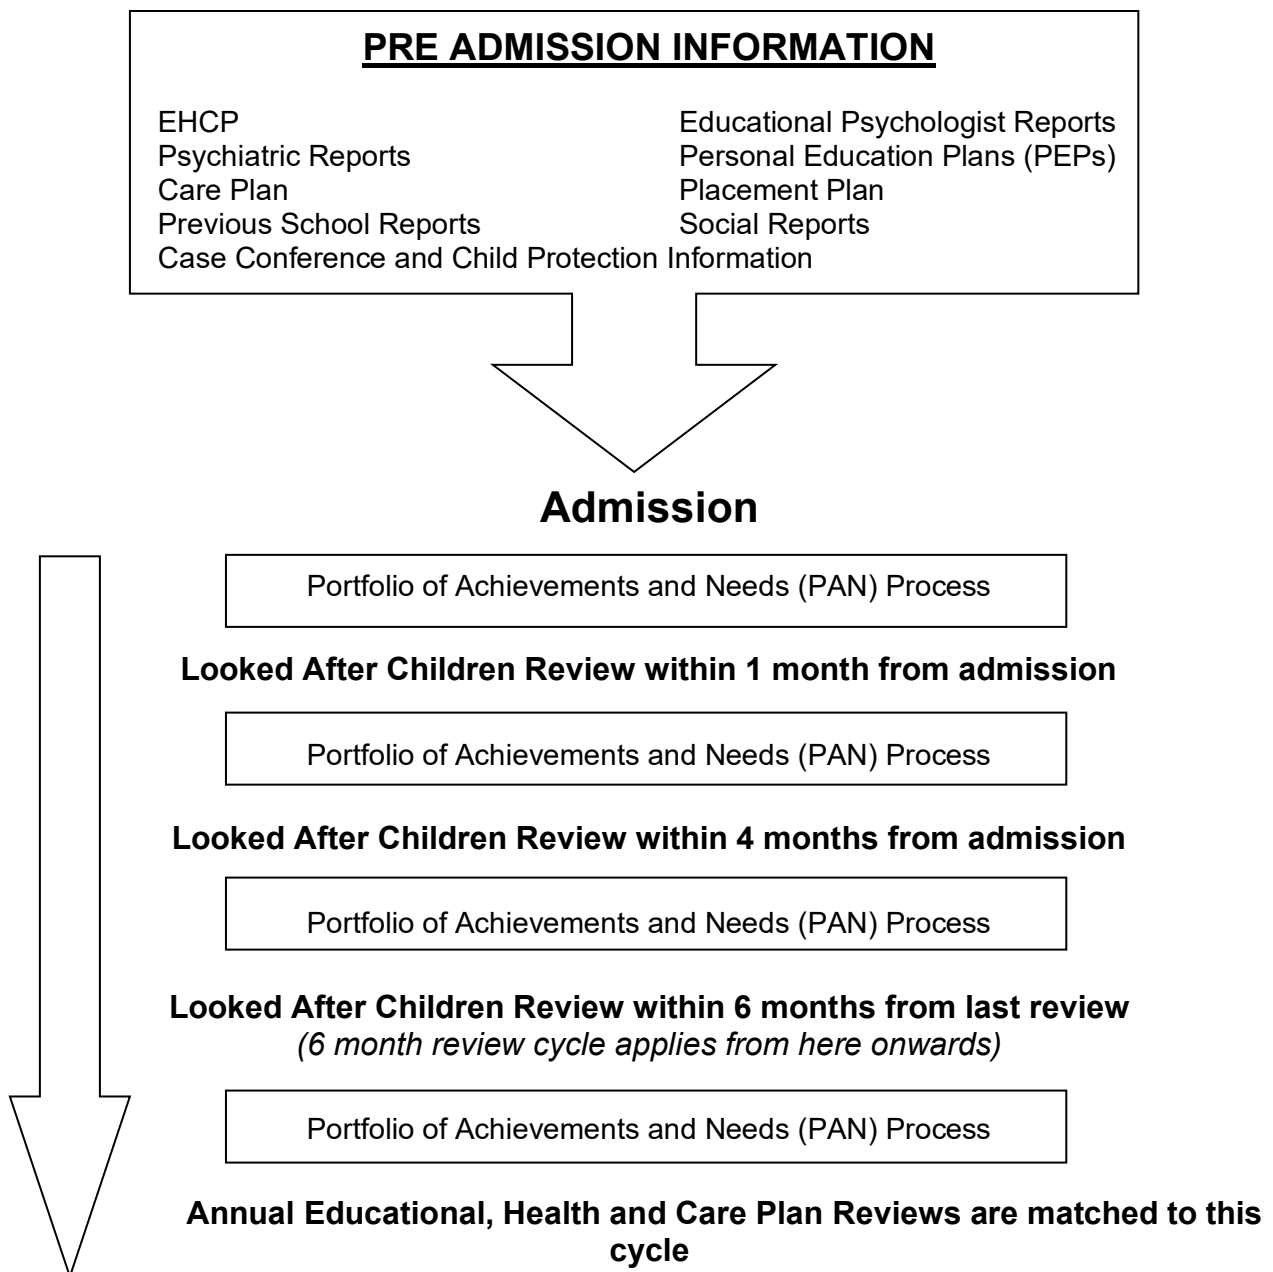 PRE ADMISSION INFORMATION
EHCP Educational Psychologist Reports
Psychiatric Reports Personal Education Plans (PEPs)
Care Plan Placement Plan
Previous School Reports Social Reports
Case Conference and Child Protection Information
Admission
Portfolio of Achievements and Needs (PAN) Process
Looked After Children Review within 1 month from admission
Portfolio of Achievements and Needs (PAN) Process
Looked After Children Review within 4 months from admission
Portfolio of Achievements and Needs (PAN) Process
Looked After Children Review within 6 months from last review
(6 month review cycle applies from here onwards)
Portfolio of Achievements and Needs (PAN) Process
Annual Educational, Health and Care Plan Reviews are matched to this
cycle